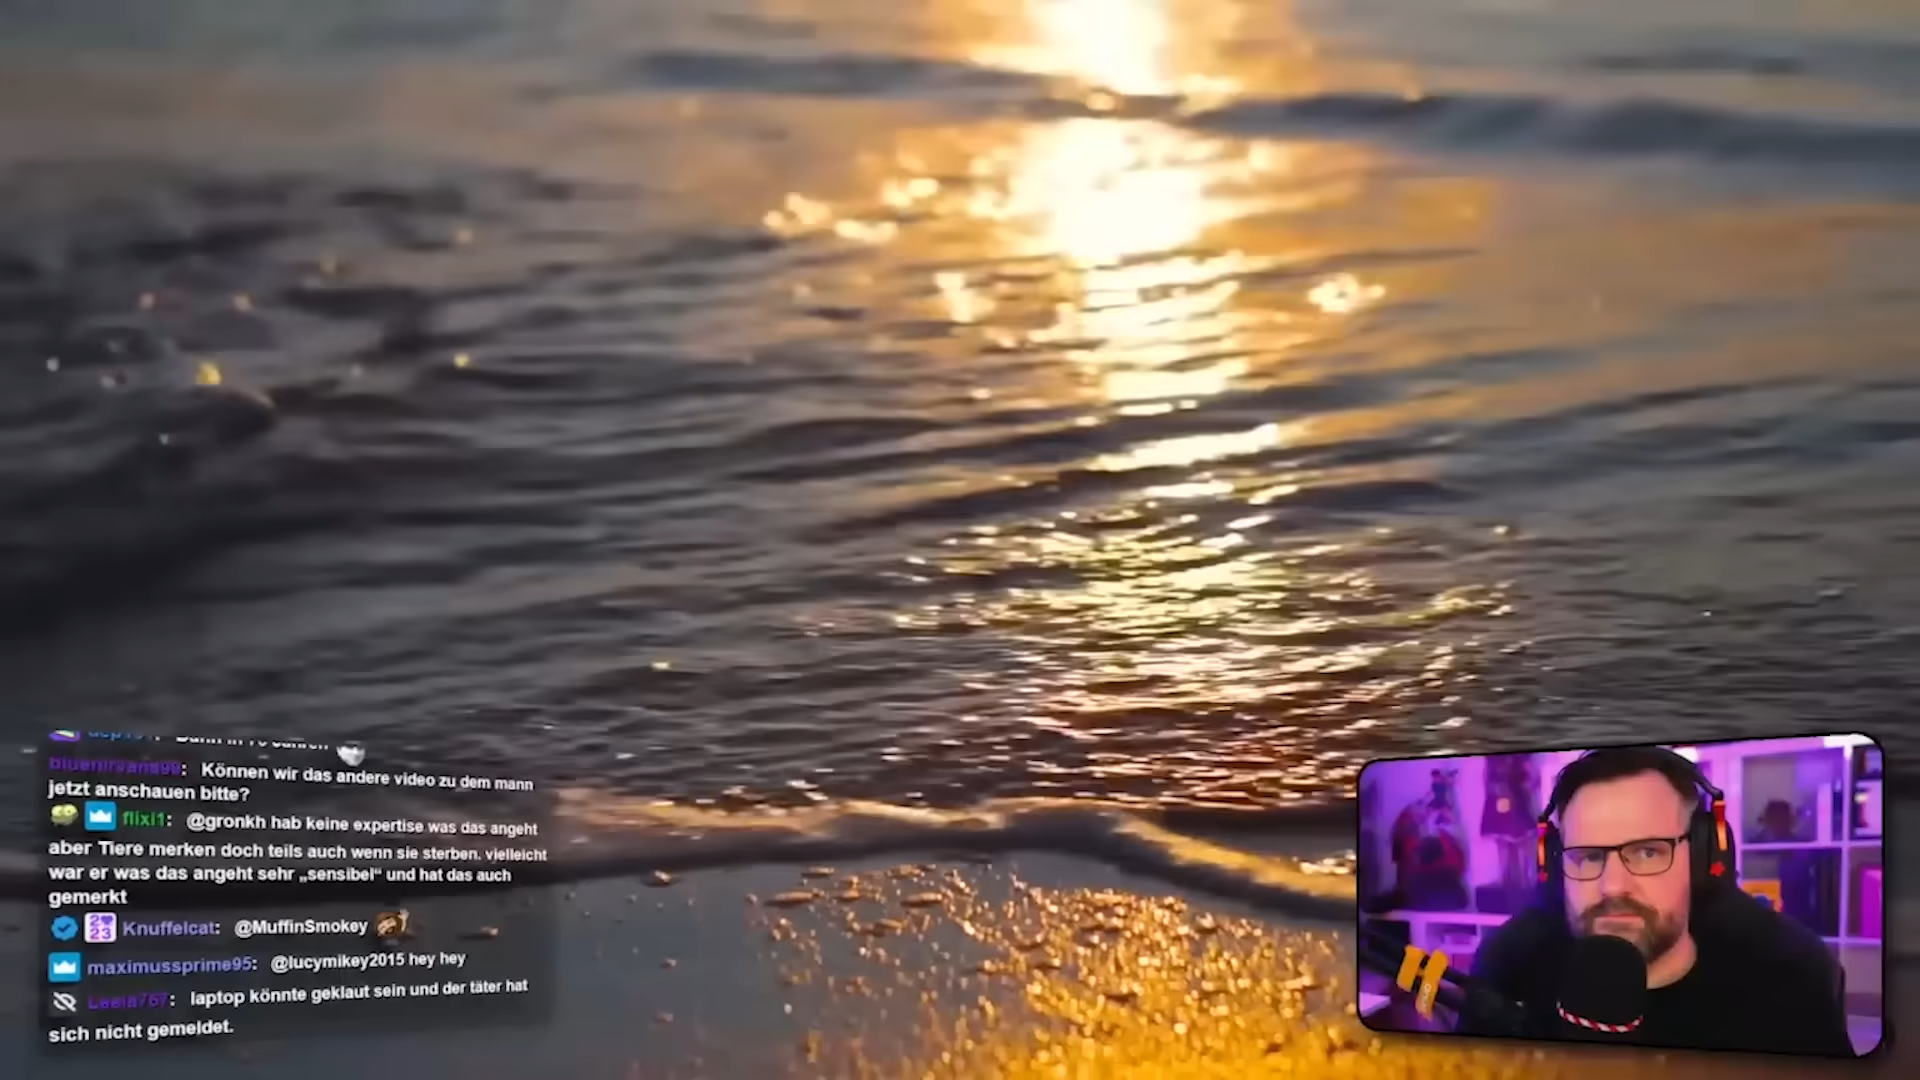 bluenirvana99: Können wir das andere video zu dem mann
jetzt anschauen bitte?
flixi1: @gronkh hab keine expertise was das angeht
aber Tiere merken doch teils auch wenn sie sterben. vielleicht
war er was das angeht sehr „sensibel“ und hat das auch
gemerkt
Knuffelcat: @MuffinSmokey
maximussprime95: @lucymikey2015 hey hey
laptop könnte geklaut sein und der täter hat
sich nicht gemeldet.